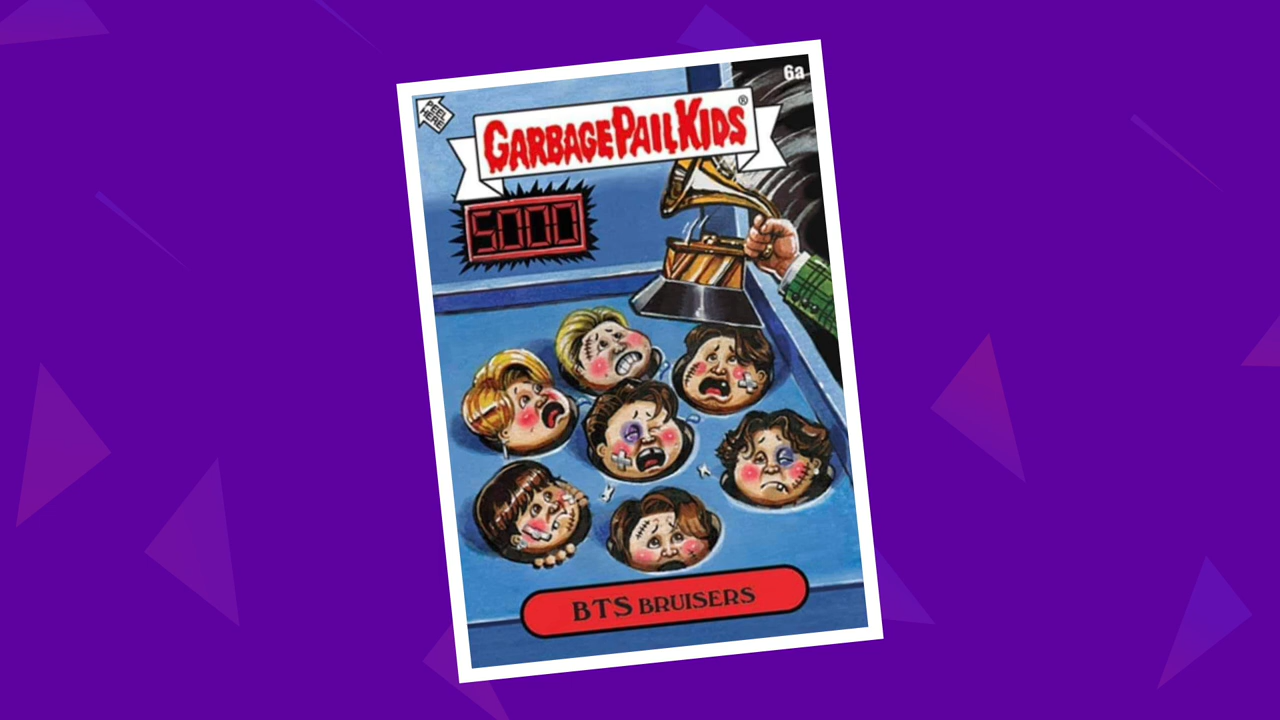 6a
PEEL
HERE
GARBAGE PAIL KIDS®
5000
BTS BRUISERS